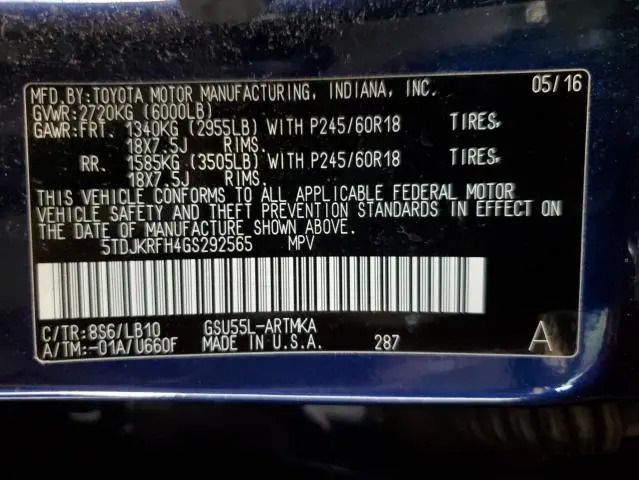 MFD.BY:TOYOTA MOTOR MANUFACTURING, INDIANA, INC. 05/16
GVWR:2720KG (6000LB)
GAWR:FRT. 1340KG (2955LB) WITH P245/60R18 TIRES,
18X7.5J RIMS.
RR. 1585KG (3505LB) WITH P245/60R18 TIRES,
18X7.5J RIMS.
THIS VEHICLE CONFORMS TO ALL APPLICABLE FEDERAL MOTOR
VEHICLE SAFETY AND THEFT PREVENTION STANDARDS IN EFFECT ON
THE DATE OF MANUFACTURE SHOWN ABOVE.
5TDJKRFH4GS292565 MPV
C/TR:8S6/LB10 GSU55L-ARTMKA
A/TM:-01A/U660F MADE IN U.S.A. 287 A